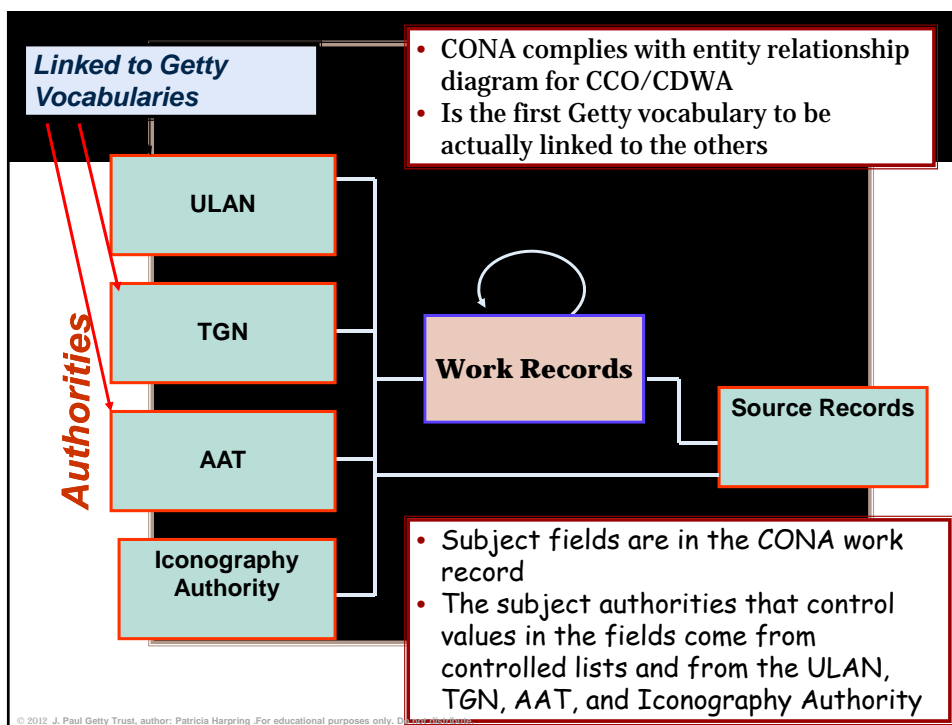 Linked to Getty
Vocabularies
• CONA complies with entity relationship
diagram for CCO/CDWA
• Is the first Getty vocabulary to be
actually linked to the others
Authorities
ULAN
TGN
AAT
Iconography
Authority
Work Records
Source Records
• Subject fields are in the CONA work
record
• The subject authorities that control
values in the fields come from
controlled lists and from the ULAN,
TGN, AAT, and Iconography Authority
© 2012 J. Paul Getty Trust, author: Patricia Harpring .For educational purposes only. Do not distribute